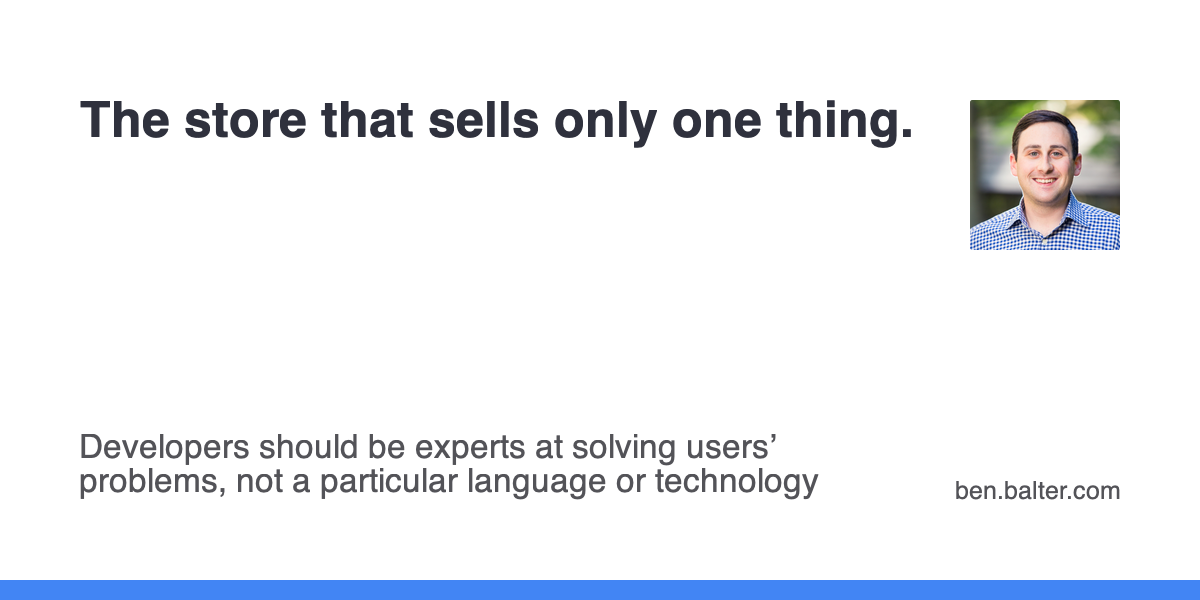 The store that sells only one thing.
Developers should be experts at solving users’
problems, not a particular language or technology
ben.balter.com